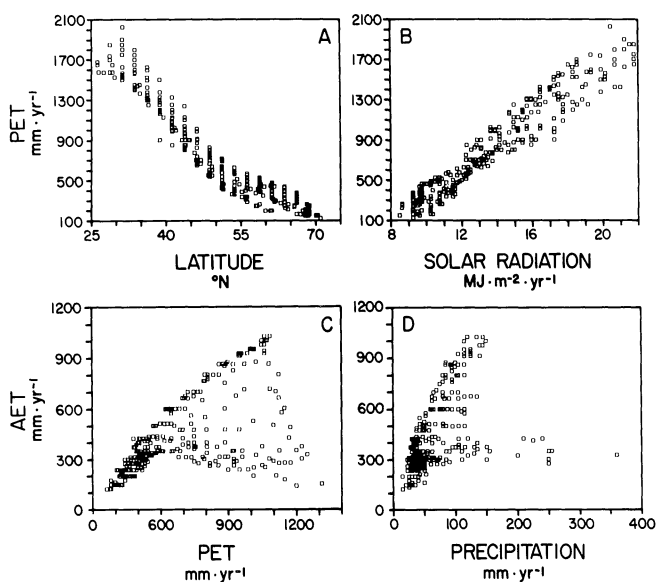 2100
1700
1300
900
500
100
PET
mm·yr⁻¹
A
25 40 55 70
LATITUDE
°N
2100
1700
1300
900
500
100
B
8 12 16 20
SOLAR RADIATION
MJ·m⁻²·yr⁻¹
1200
900
600
300
0
AET
mm·yr⁻¹
C
0 600 900 1200
PET
mm·yr⁻¹
1200
900
600
300
0
D
0 100 200 300 400
PRECIPITATION
mm·yr⁻¹